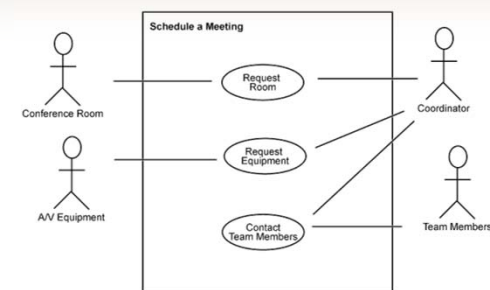 Schedule a Meeting
Conference Room
Request
Room
Coordinator
A/V Equipment
Request
Equipment
Contact
Team Members
Team Members